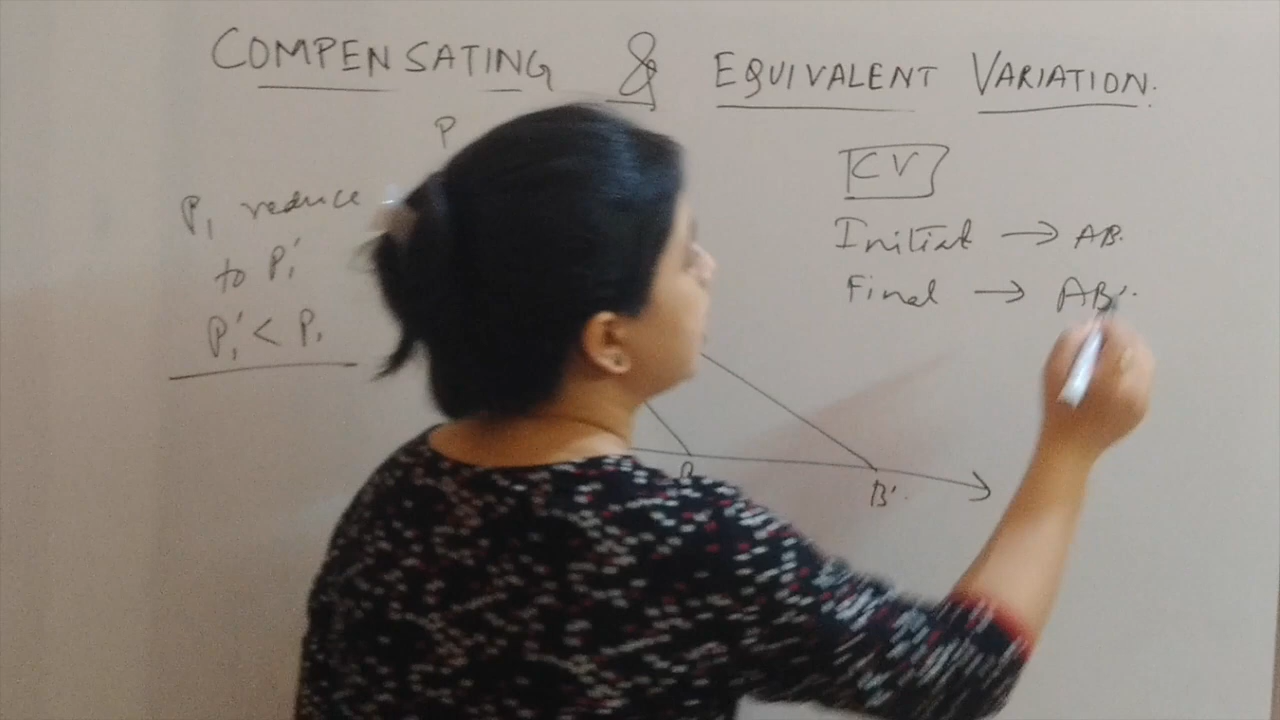 COMPENSATING & EQUIVALENT VARIATION.
P
P₁ reduce
to P₁'
P₁' < P₁
CV
Initial → AB.
Final → AB'.
B
B'.